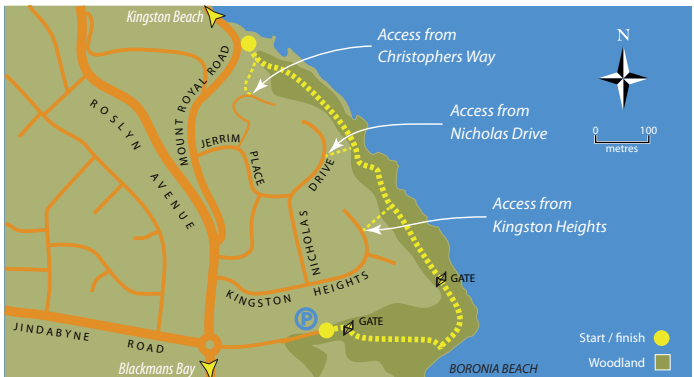 Kingston Beach
Access from
Christophers Way
N
MOUNT ROYAL ROAD
ROSLYN AVENUE
Access from
Nicholas Drive
0 100
metres
JERRIM
PLACE
NICHOLAS
DRIVE
Access from
Kingston Heights
KINGSTON HEIGHTS
GATE
P
GATE
JINDABYNE ROAD
Start / finish
Blackmans Bay
BORONIA BEACH
Woodland